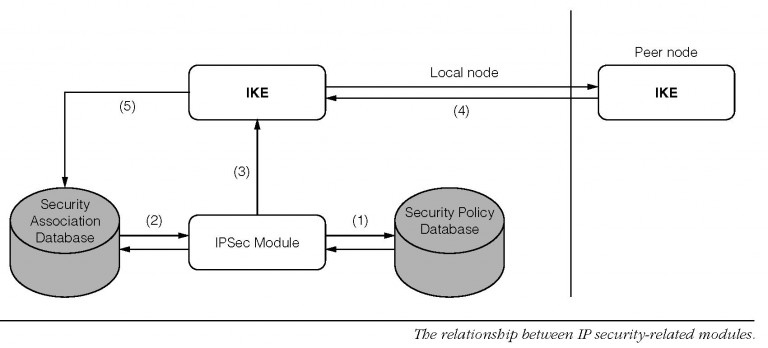 Peer node
Local node
IKE
IKE
(5)
(4)
(3)
Security
Association
Database
(2)
IPSec Module
(1)
Security Policy
Database
The relationship between IP security-related modules.